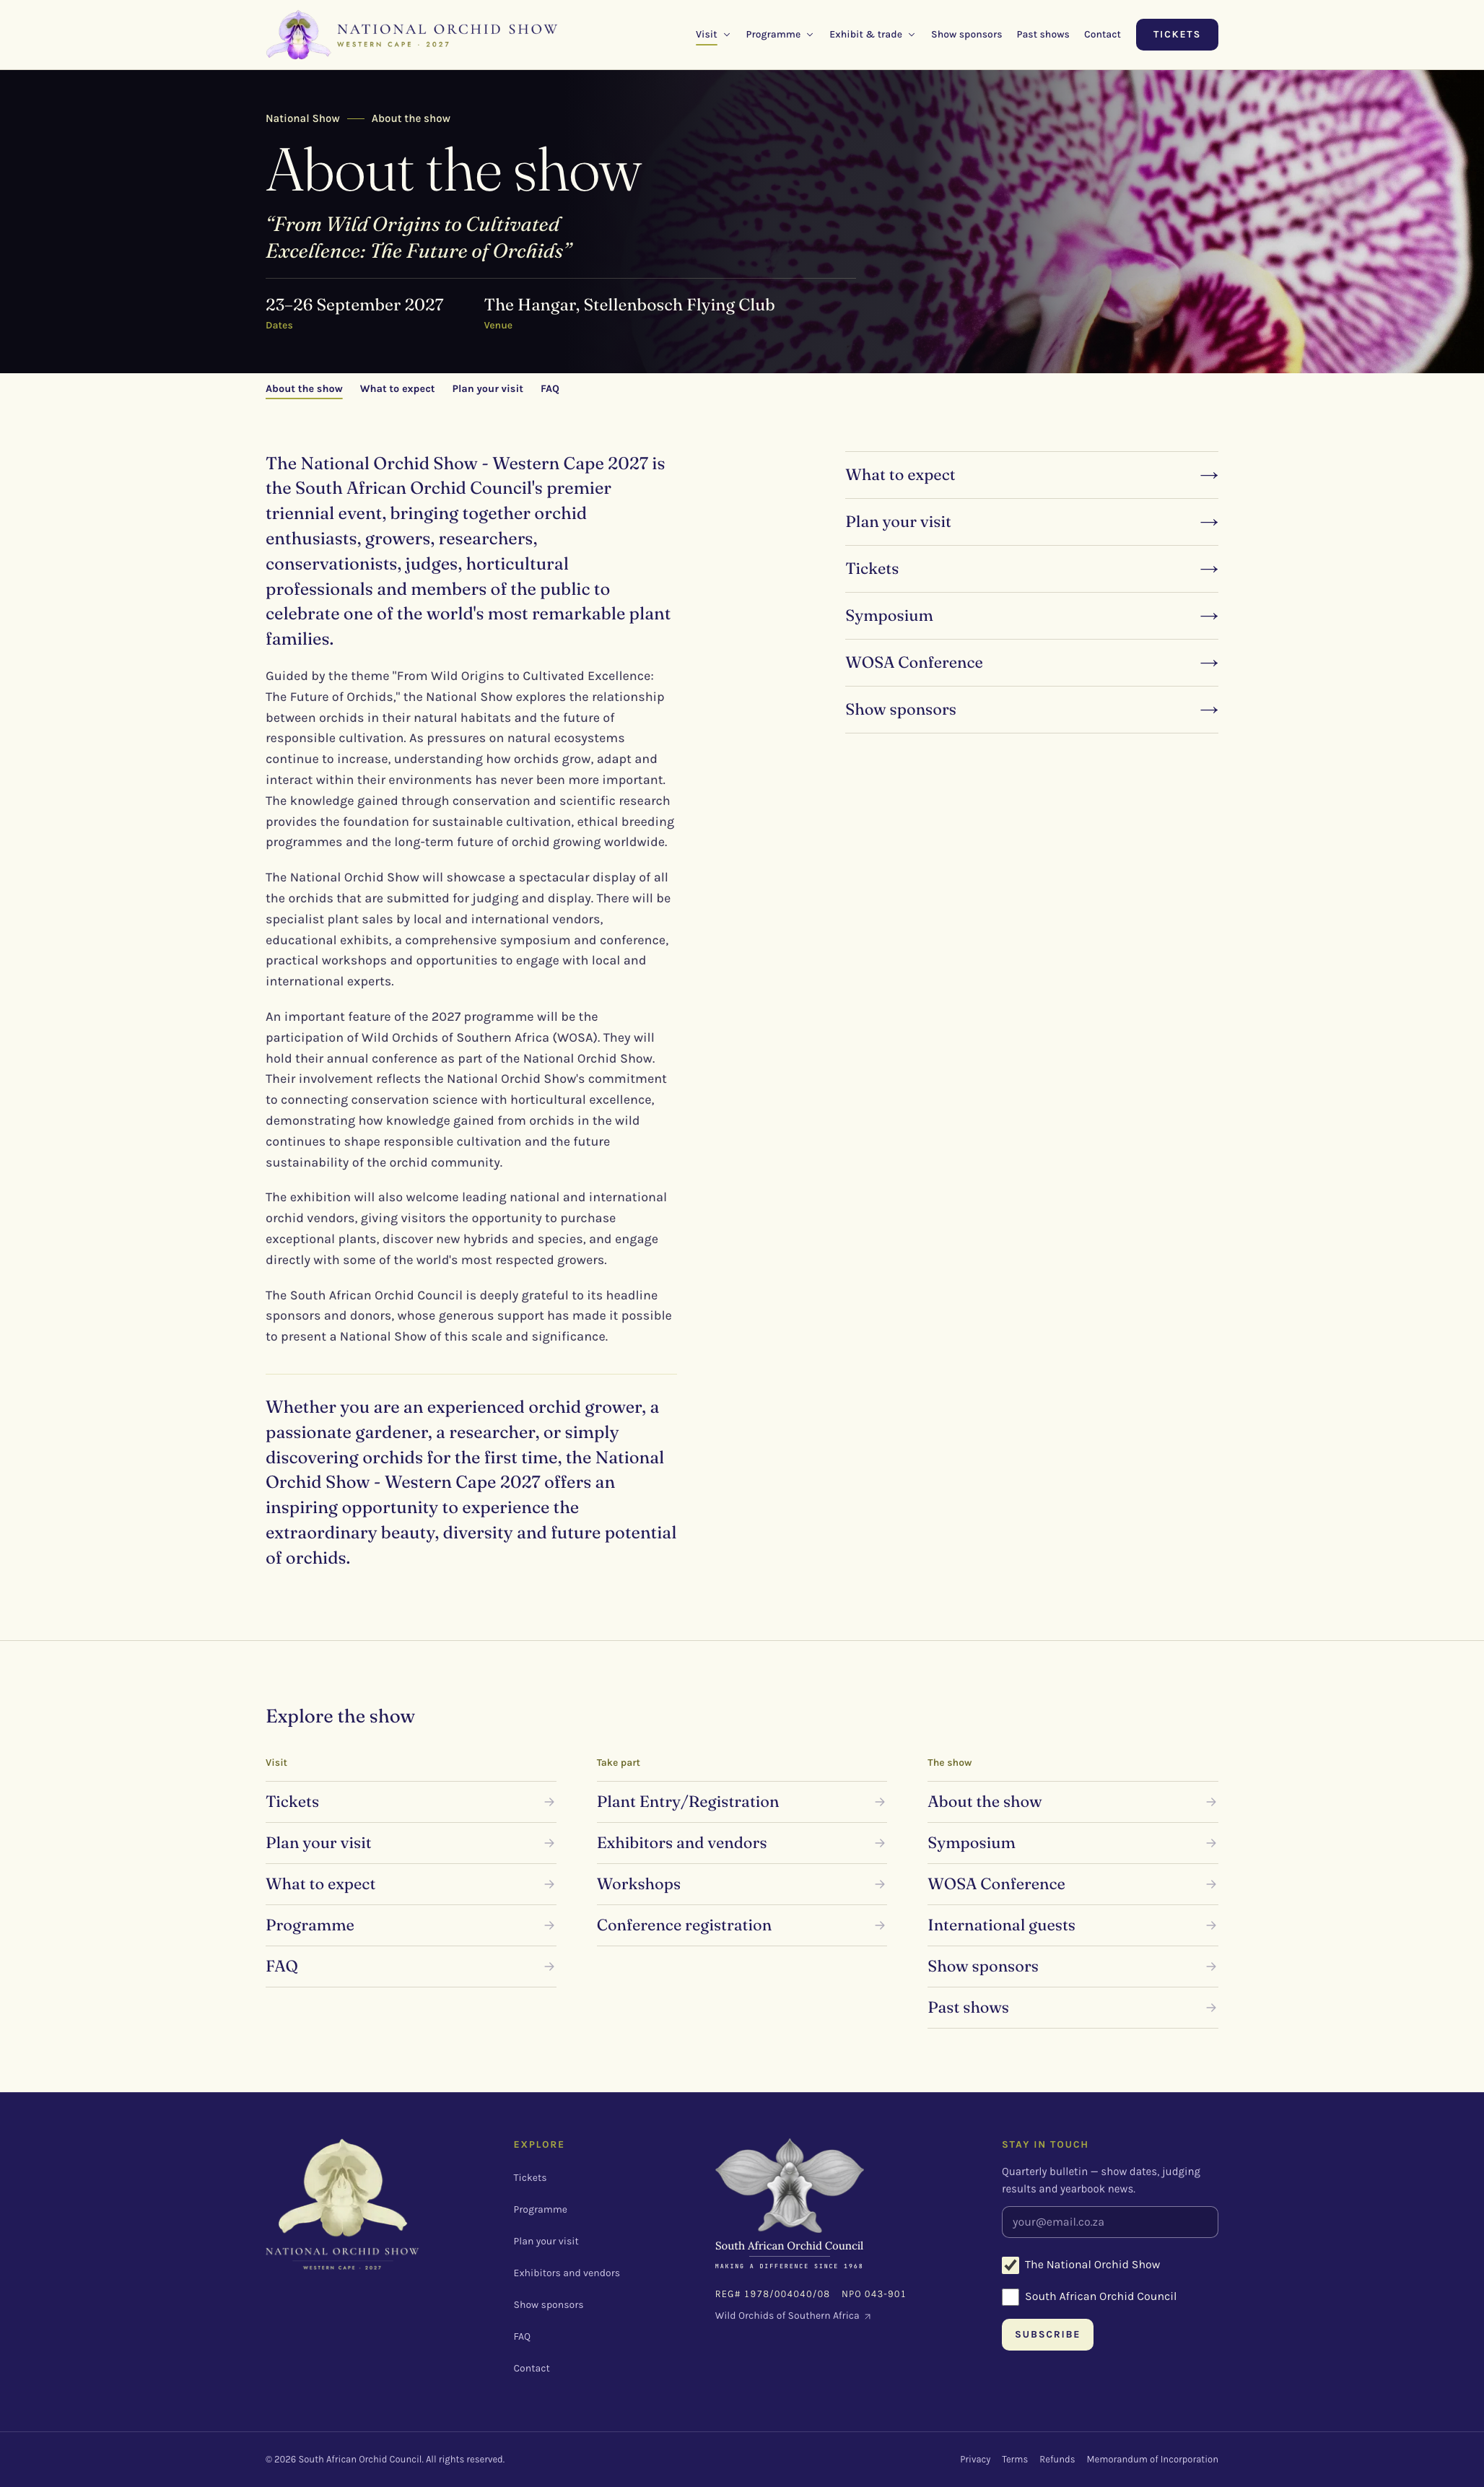 NATIONAL ORCHID SHOW
WESTERN CAPE · 2027
Visit
Programme
Exhibit & trade
Show sponsors
Past shows
Contact
TICKETS
National Show — About the show
About the show
“From Wild Origins to Cultivated
Excellence: The Future of Orchids”
23–26 September 2027
Dates
The Hangar, Stellenbosch Flying Club
Venue
About the show
What to expect
Plan your visit
FAQ
The National Orchid Show - Western Cape 2027 is
the South African Orchid Council's premier
triennial event, bringing together orchid
enthusiasts, growers, researchers,
conservationists, judges, horticultural
professionals and members of the public to
celebrate one of the world's most remarkable plant
families.
Guided by the theme "From Wild Origins to Cultivated Excellence:
The Future of Orchids," the National Show explores the relationship
between orchids in their natural habitats and the future of
responsible cultivation. As pressures on natural ecosystems
continue to increase, understanding how orchids grow, adapt and
interact within their environments has never been more important.
The knowledge gained through conservation and scientific research
provides the foundation for sustainable cultivation, ethical breeding
programmes and the long-term future of orchid growing worldwide.
The National Orchid Show will showcase a spectacular display of all
the orchids that are submitted for judging and display. There will be
specialist plant sales by local and international vendors,
educational exhibits, a comprehensive symposium and conference,
practical workshops and opportunities to engage with local and
international experts.
An important feature of the 2027 programme will be the
participation of Wild Orchids of Southern Africa (WOSA). They will
hold their annual conference as part of the National Orchid Show.
Their involvement reflects the National Orchid Show's commitment
to connecting conservation science with horticultural excellence,
demonstrating how knowledge gained from orchids in the wild
continues to shape responsible cultivation and the future
sustainability of the orchid community.
The exhibition will also welcome leading national and international
orchid vendors, giving visitors the opportunity to purchase
exceptional plants, discover new hybrids and species, and engage
directly with some of the world's most respected growers.
The South African Orchid Council is deeply grateful to its headline
sponsors and donors, whose generous support has made it possible
to present a National Show of this scale and significance.
Whether you are an experienced orchid grower, a
passionate gardener, a researcher, or simply
discovering orchids for the first time, the National
Orchid Show - Western Cape 2027 offers an
inspiring opportunity to experience the
extraordinary beauty, diversity and future potential
of orchids.
What to expect →
Plan your visit →
Tickets →
Symposium →
WOSA Conference →
Show sponsors →
Explore the show
Visit
Tickets →
Plan your visit →
What to expect →
Programme →
FAQ →
Take part
Plant Entry/Registration →
Exhibitors and vendors →
Workshops →
Conference registration →
The show
About the show →
Symposium →
WOSA Conference →
International guests →
Show sponsors →
Past shows →
NATIONAL ORCHID SHOW
WESTERN CAPE · 2027
EXPLORE
Tickets
Programme
Plan your visit
Exhibitors and vendors
Show sponsors
FAQ
Contact
South African Orchid Council
MAKING A DIFFERENCE SINCE 1968
REG# 1978/004040/08 NPO 043-901
Wild Orchids of Southern Africa ↗
STAY IN TOUCH
Quarterly bulletin — show dates, judging
results and yearbook news.
your@email.co.za
The National Orchid Show
South African Orchid Council
SUBSCRIBE
© 2026 South African Orchid Council. All rights reserved.
Privacy
Terms
Refunds
Memorandum of Incorporation